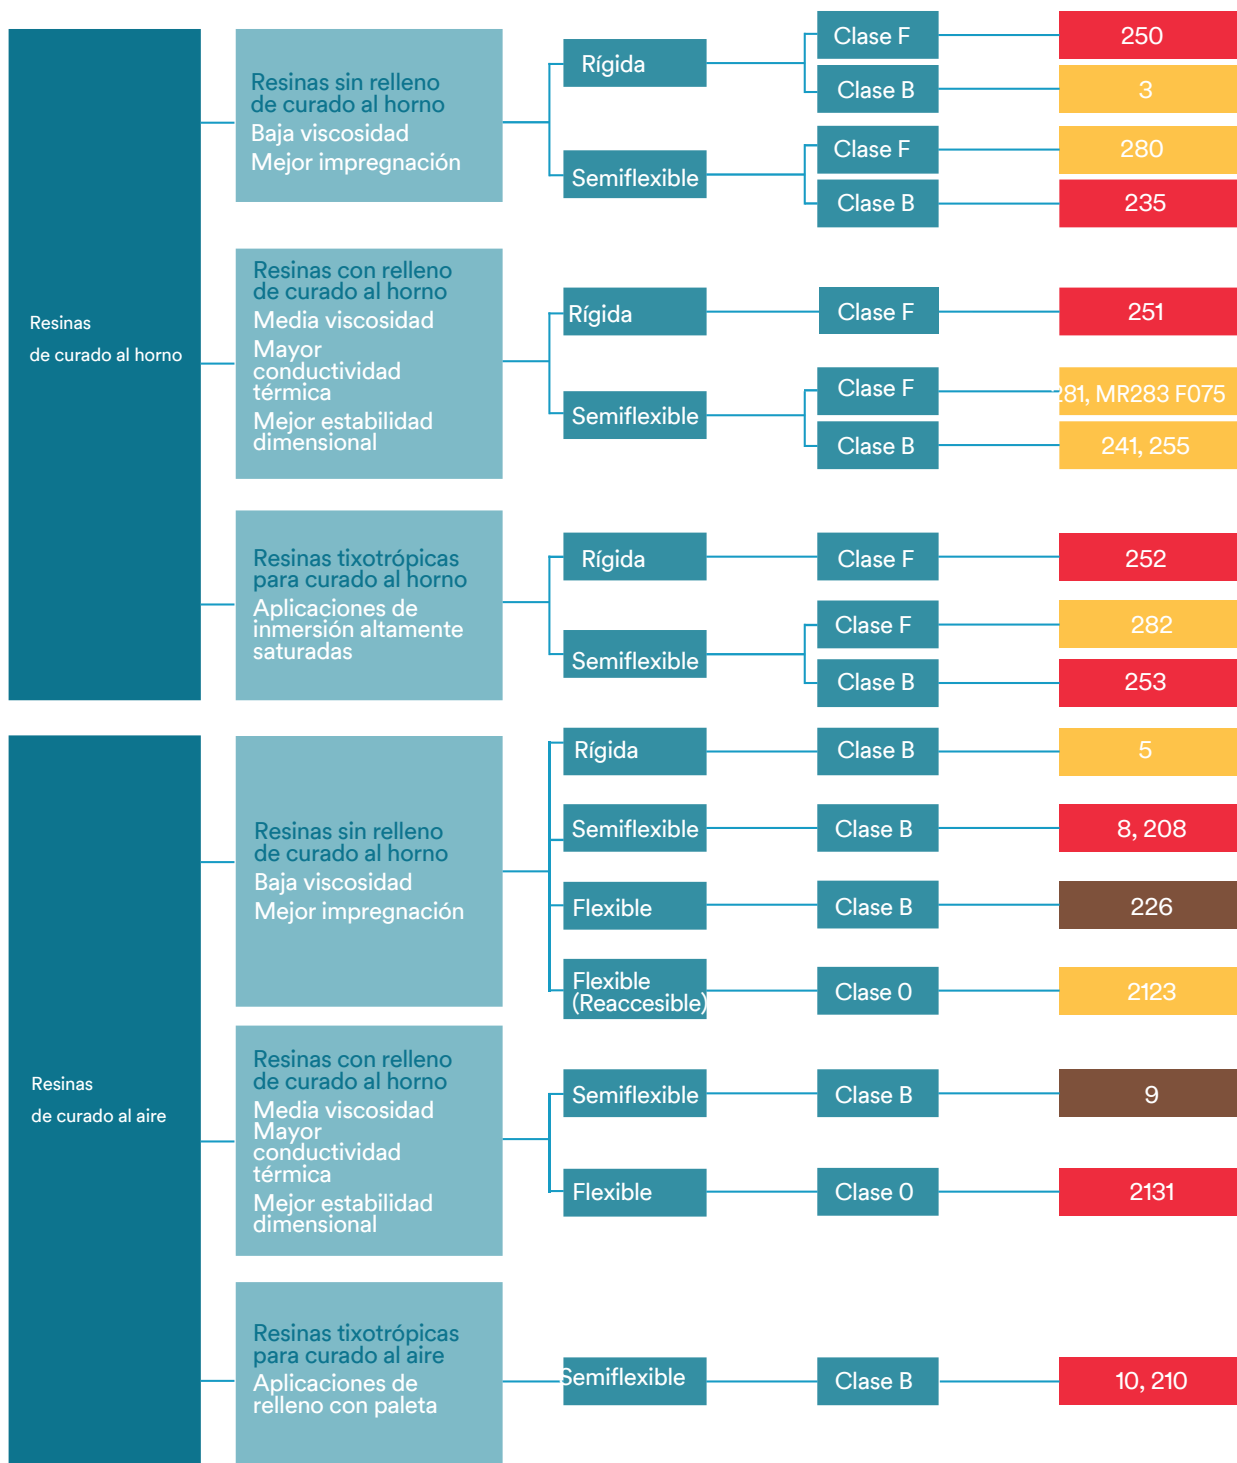 Resinas
de curado al horno
Resinas sin relleno
de curado al horno
Baja viscosidad
Mejor impregnación
Rígida
Clase F
250
Clase B
3
Semiflexible
Clase F
280
Clase B
235
Resinas con relleno
de curado al horno
Media viscosidad
Mayor
conductividad
térmica
Mejor estabilidad
dimensional
Rígida
Clase F
251
Semiflexible
Clase F
281, MR283 F075
Clase B
241, 255
Resinas tixotrópicas
para curado al horno
Aplicaciones de
inmersión altamente
saturadas
Rígida
Clase F
252
Semiflexible
Clase F
282
Clase B
253
Resinas
de curado al aire
Resinas sin relleno
de curado al horno
Baja viscosidad
Mejor impregnación
Rígida
Clase B
5
Semiflexible
Clase B
8, 208
Flexible
Clase B
226
Flexible
(Reaccesible)
Clase O
2123
Resinas con relleno
de curado al horno
Media viscosidad
Mayor
conductividad
térmica
Mejor estabilidad
dimensional
Semiflexible
Clase B
9
Flexible
Clase O
2131
Resinas tixotrópicas
para curado al aire
Aplicaciones de
relleno con paleta
Semiflexible
Clase B
10, 210